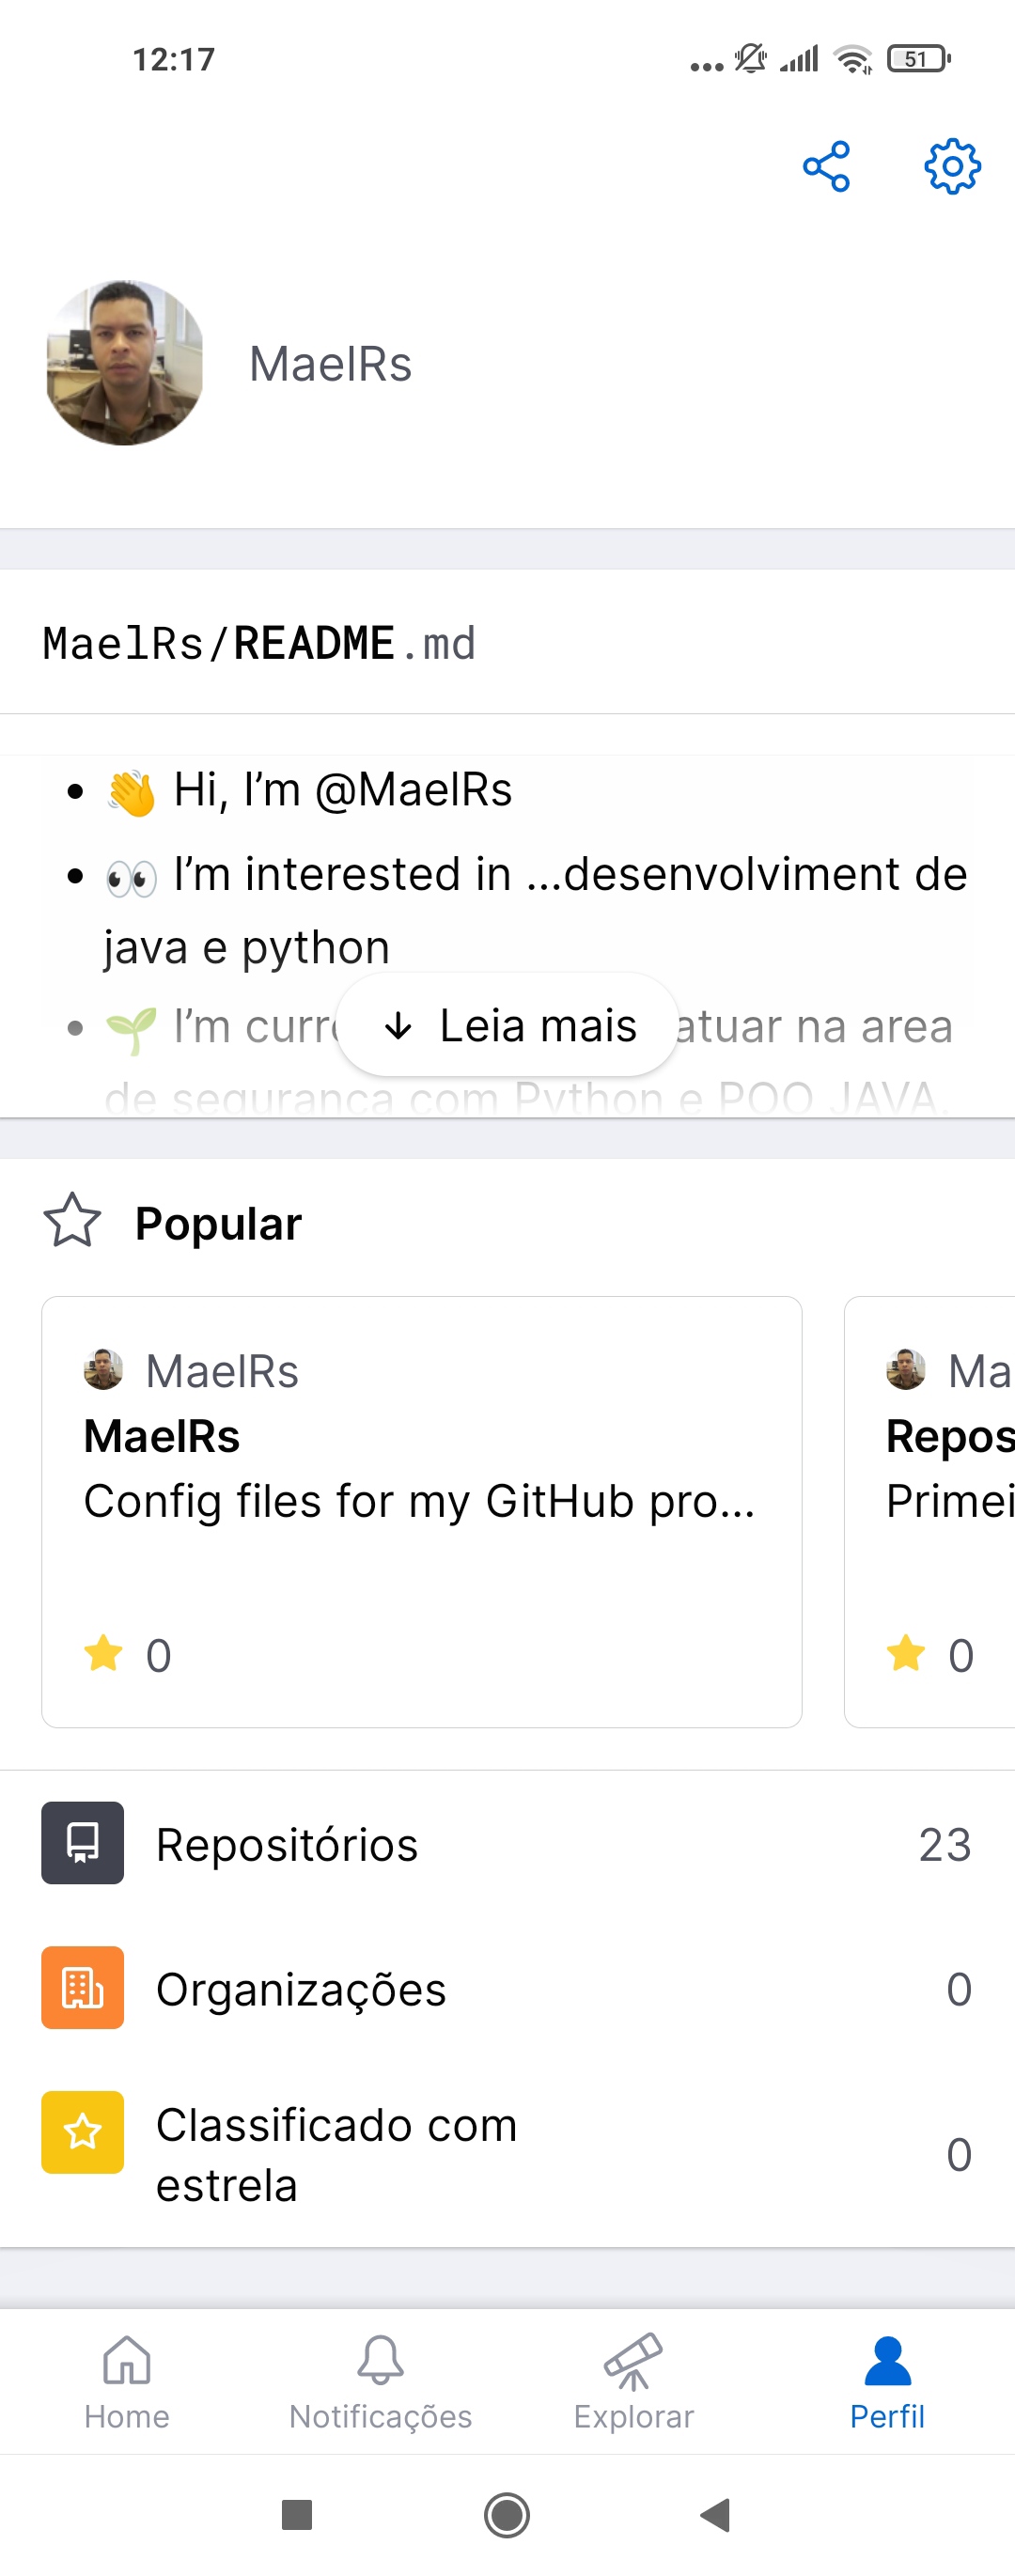 12:17
51
MaelRs
MaelRs/README.md
👋 Hi, I’m @MaelRs
👀 I’m interested in ...desenvolviment de
java e python
🌱 I’m curr
Leia mais
atuar na area
de segurança com Python e POO JAVA.
Popular
MaelRs
MaelRs
Config files for my GitHub pro...
0
Ma
Repos
Primei
0
Repositórios 23
Organizações 0
Classificado com
estrela
0
Home Notificações Explorar Perfil